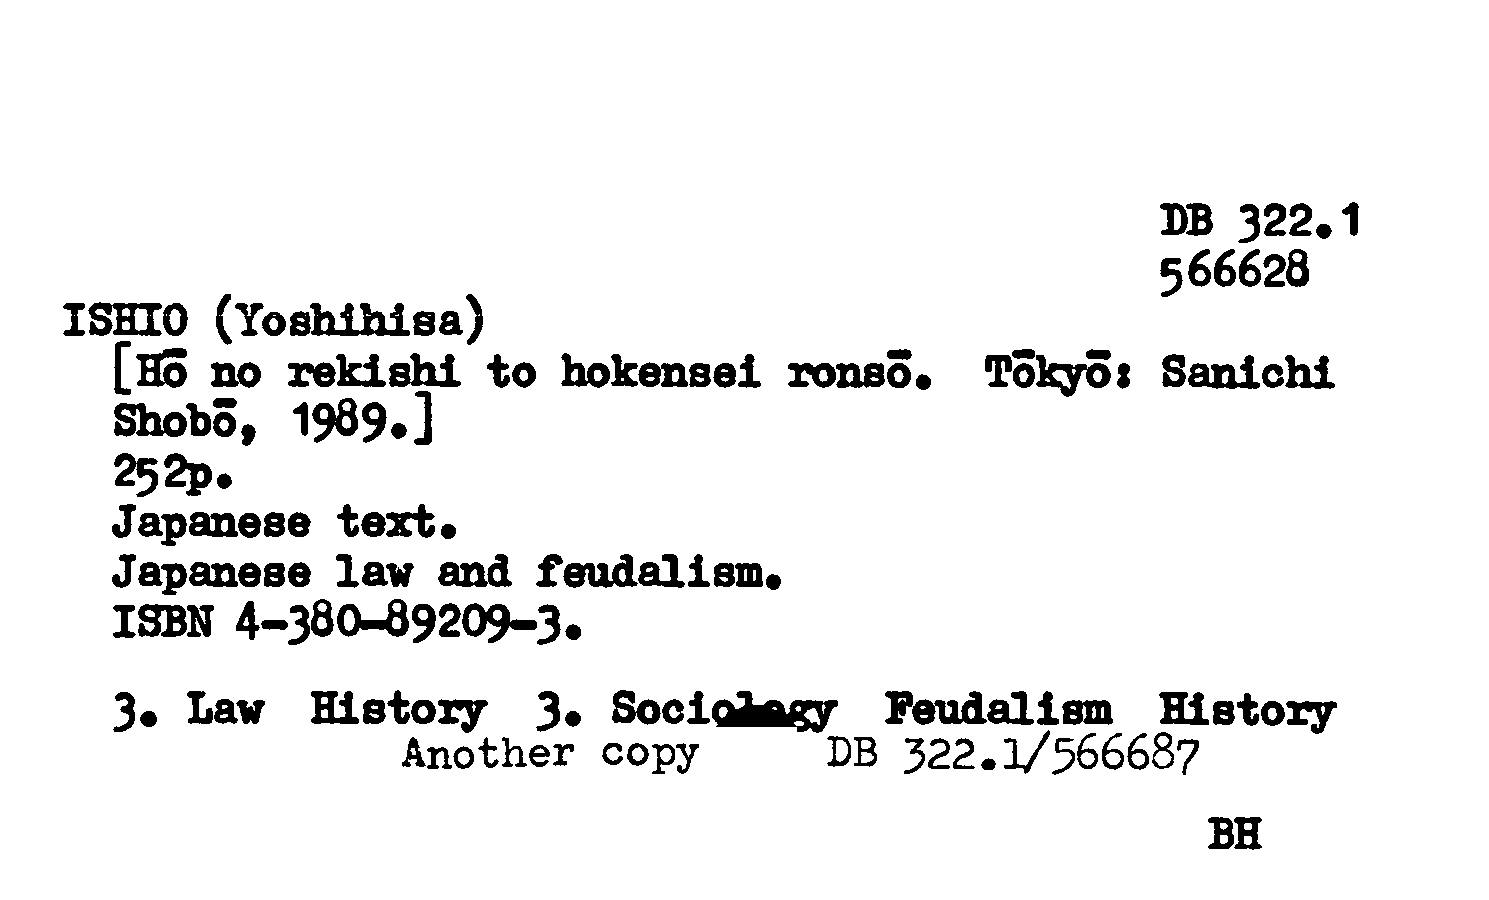 DB 322.1
566628
ISHIO (Yoshihisa)
[Hō no rekishi to hokensei ronsō. Tōkyō: Sanichi
Shobō, 1989.]
252p.
Japanese text.
Japanese law and feudalism.
ISBN 4-380-89209-3.
3. Law History 3. Sociology Feudalism History
Another copy DB 322.1/566687
BH